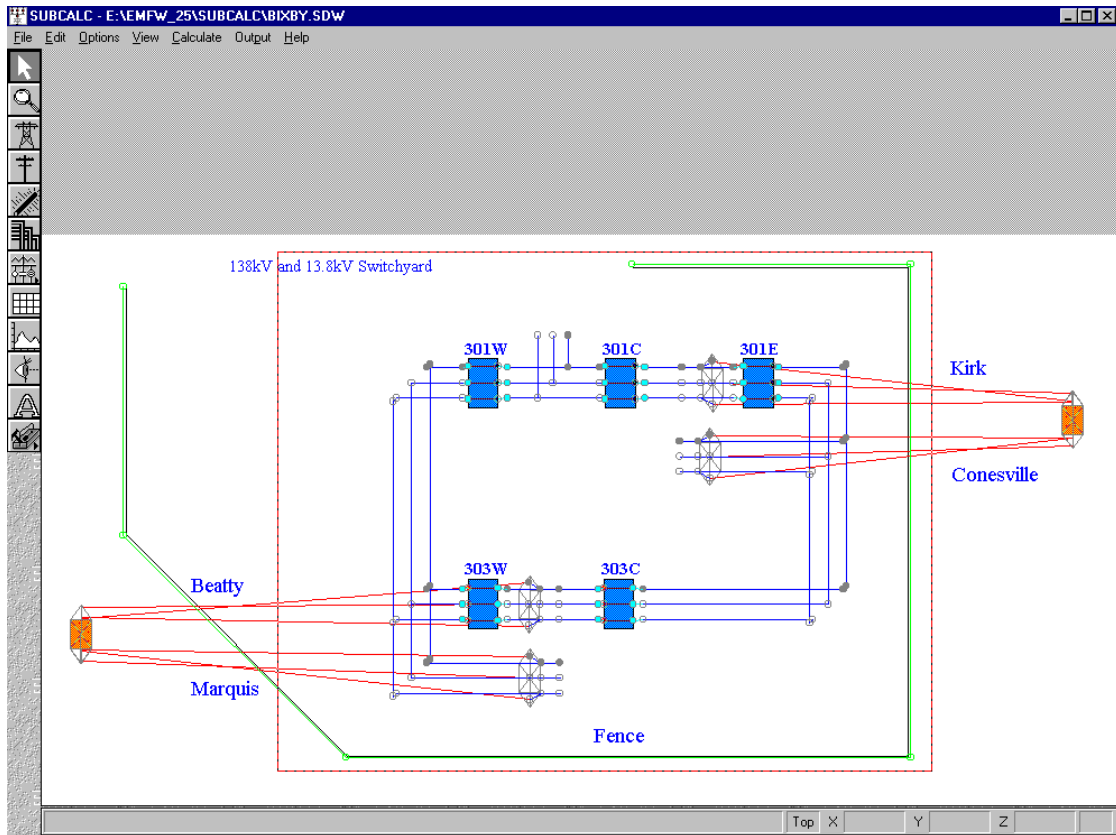 SUBCALC - E:\EMFW_25\SUBCALC\BIXBY.SDW
File Edit Options View Calculate Output Help
138kV and 13.8kV Switchyard
301W 301C 301E
Kirk
Conesville
303W 303C
Beatty
Marquis
Fence
Top X Y Z